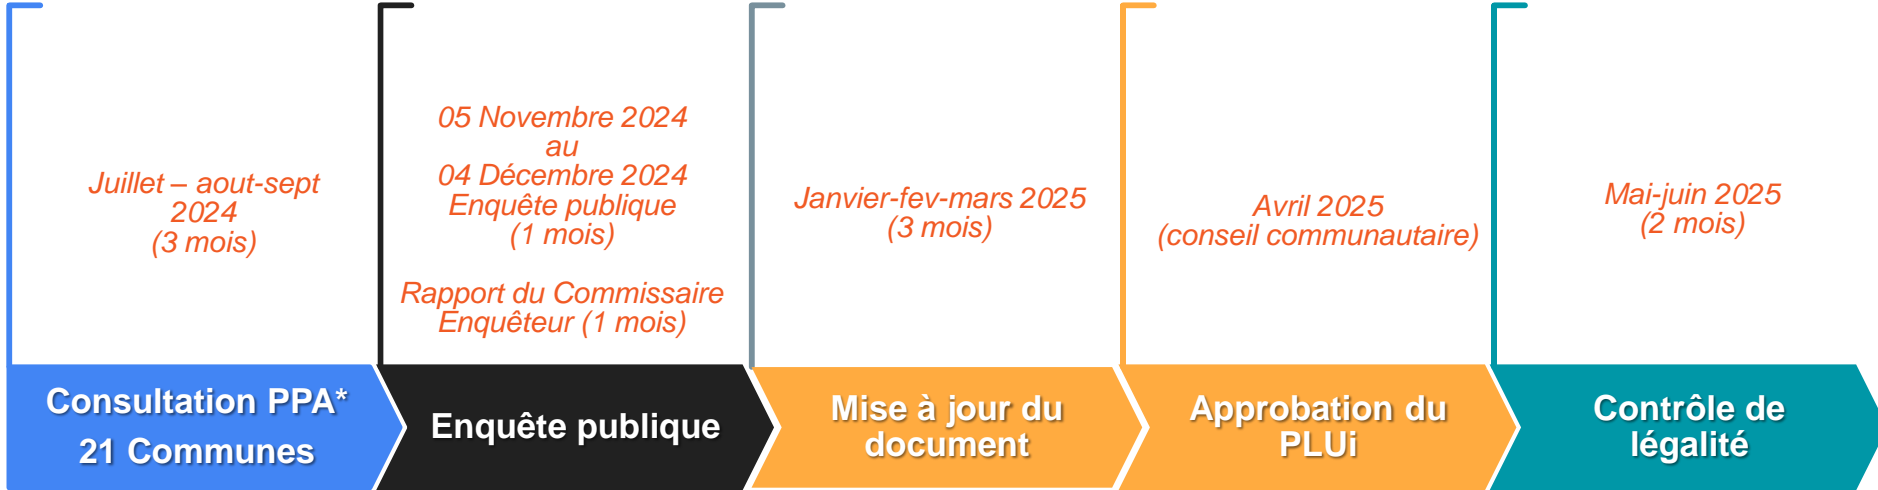 Juillet – aout-sept
2024
(3 mois)
Consultation PPA*
21 Communes
05 Novembre 2024
au
04 Décembre 2024
Enquête publique
(1 mois)
Rapport du Commissaire
Enquêteur (1 mois)
Enquête publique
Janvier-fev-mars 2025
(3 mois)
Mise à jour du
document
Avril 2025
(conseil communautaire)
Approbation du
PLUi
Mai-juin 2025
(2 mois)
Contrôle de
légalité